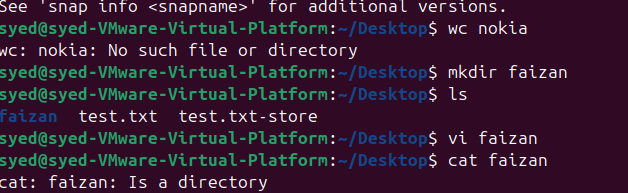 See 'snap info <snapname>' for additional versions.
syed@syed-VMware-Virtual-Platform:~/Desktop$ wc nokia
wc: nokia: No such file or directory
syed@syed-VMware-Virtual-Platform:~/Desktop$ mkdir faizan
syed@syed-VMware-Virtual-Platform:~/Desktop$ ls
faizan  test.txt  test.txt-store
syed@syed-VMware-Virtual-Platform:~/Desktop$ vi faizan
syed@syed-VMware-Virtual-Platform:~/Desktop$ cat faizan
cat: faizan: Is a directory